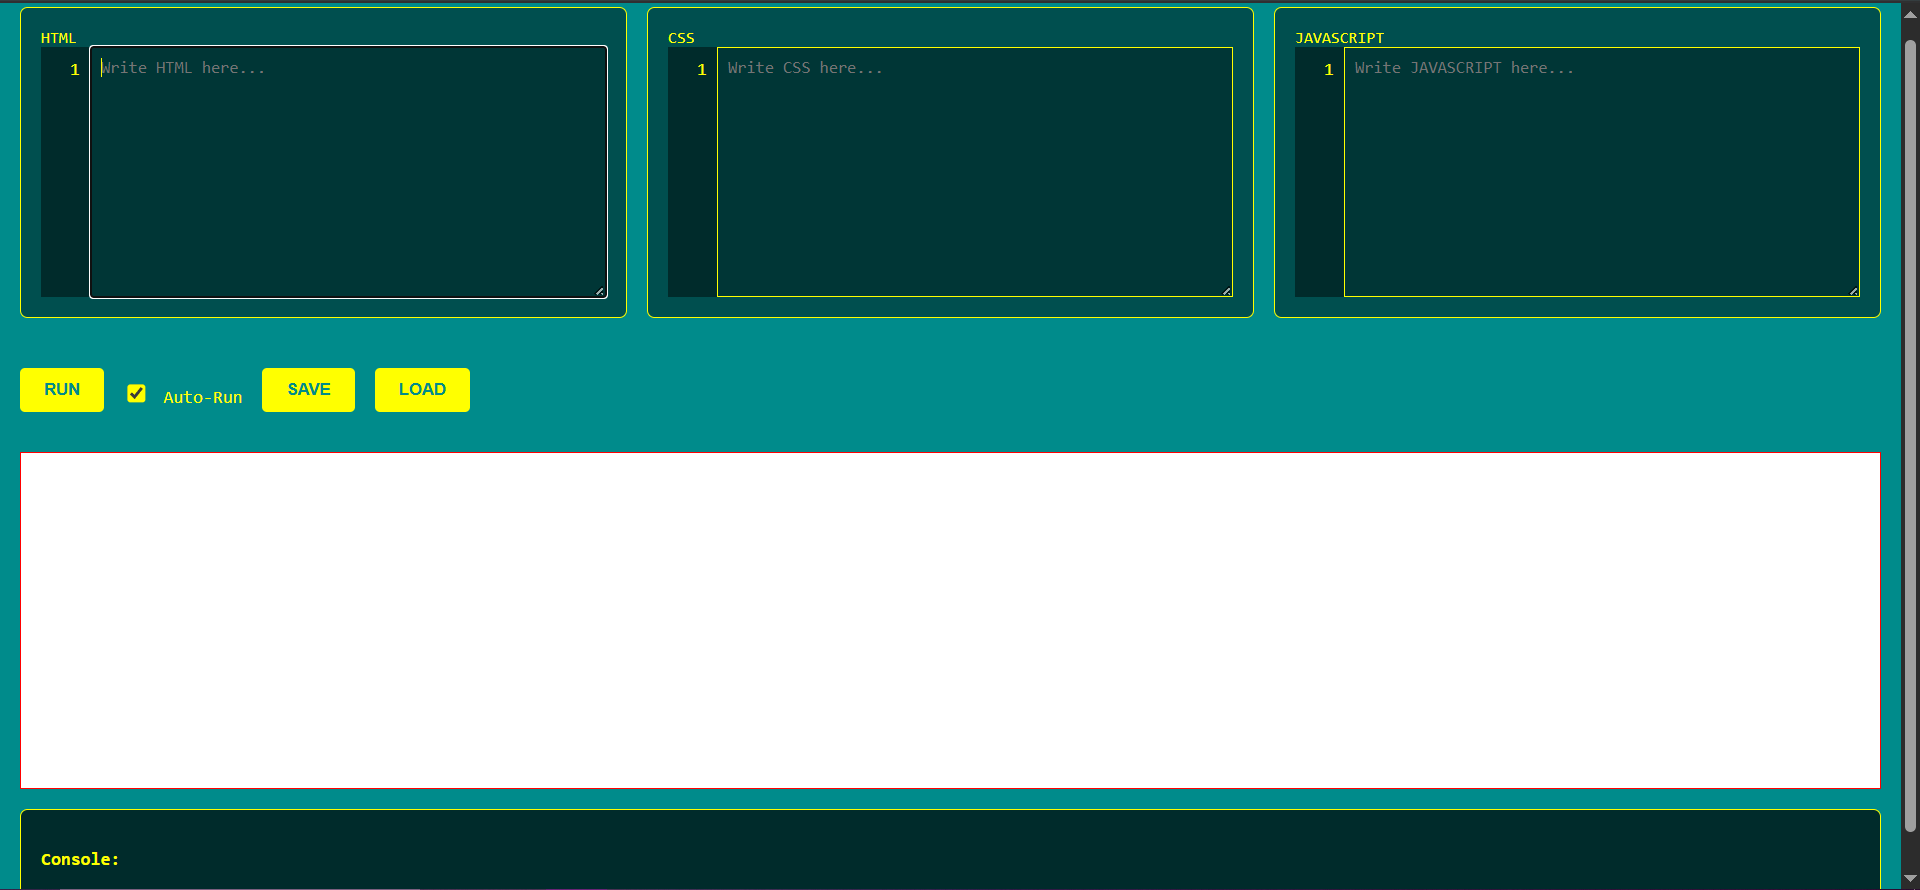 HTML
1 Write HTML here...
CSS
1 Write CSS here...
JAVASCRIPT
1 Write JAVASCRIPT here...
RUN Auto-Run SAVE LOAD
Console: